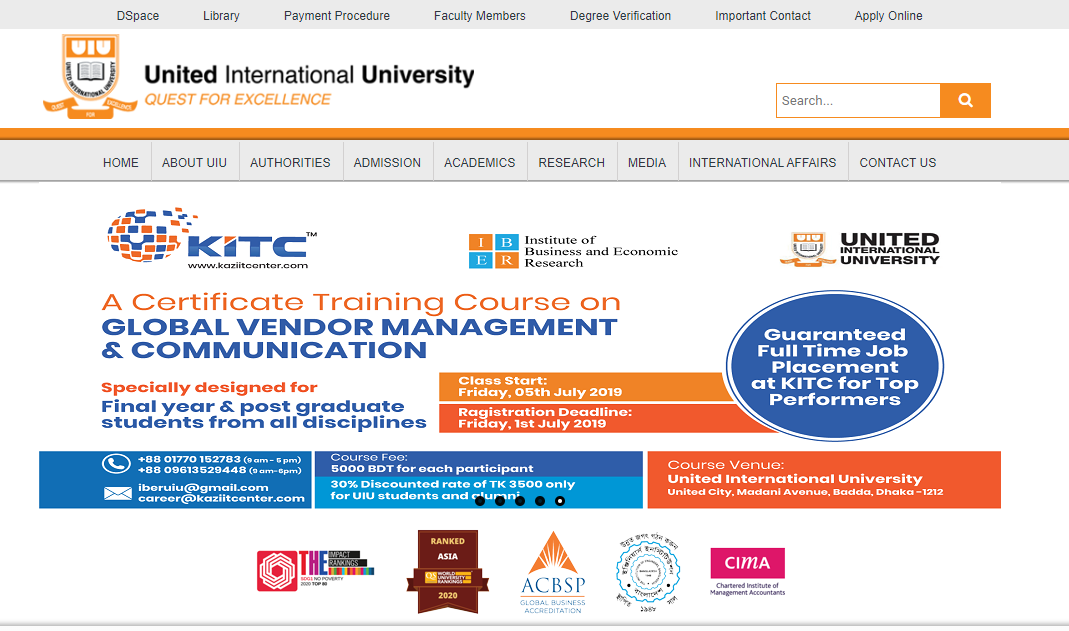 DSpace Library Payment Procedure Faculty Members Degree Verification Important Contact Apply Online
UIU
UNITED INTERNATIONAL UNIVERSITY
QUEST FOR EXCELLENCE
United International University
QUEST FOR EXCELLENCE
Search...
HOME ABOUT UIU AUTHORITIES ADMISSION ACADEMICS RESEARCH MEDIA INTERNATIONAL AFFAIRS CONTACT US
KITC™
www.kaziitcenter.com
I B
E R
Institute of
Business and Economic
Research
UNITED
INTERNATIONAL
UNIVERSITY
A Certificate Training Course on
GLOBAL VENDOR MANAGEMENT
& COMMUNICATION
Guaranteed
Full Time Job
Placement
at KITC for Top
Performers
Specially designed for
Final year & post graduate
students from all disciplines
Class Start:
Friday, 05th July 2019
Ragistration Deadline:
Friday, 1st July 2019
+88 01770 152783 (9 am - 5 pm)
+88 09613529448 (9 am-6pm)
iberuiu@gmail.com
career@kaziitcenter.com
Course Fee:
5000 BDT for each participant
30% Discounted rate of TK 3500 only
for UIU students and alumni
Course Venue:
United International University
United City, Madani Avenue, Badda, Dhaka -1212
THE IMPACT
RANKINGS
SDG1 NO POVERTY
2020 TOP 80
RANKED
ASIA
QS WORLD
UNIVERSITY
RANKINGS
2020
ACBSP
GLOBAL BUSINESS
ACCREDITATION
উন্নত জগৎ গঠন করুন
১৯৪৮
CIMA
Chartered Institute of
Management Accountants